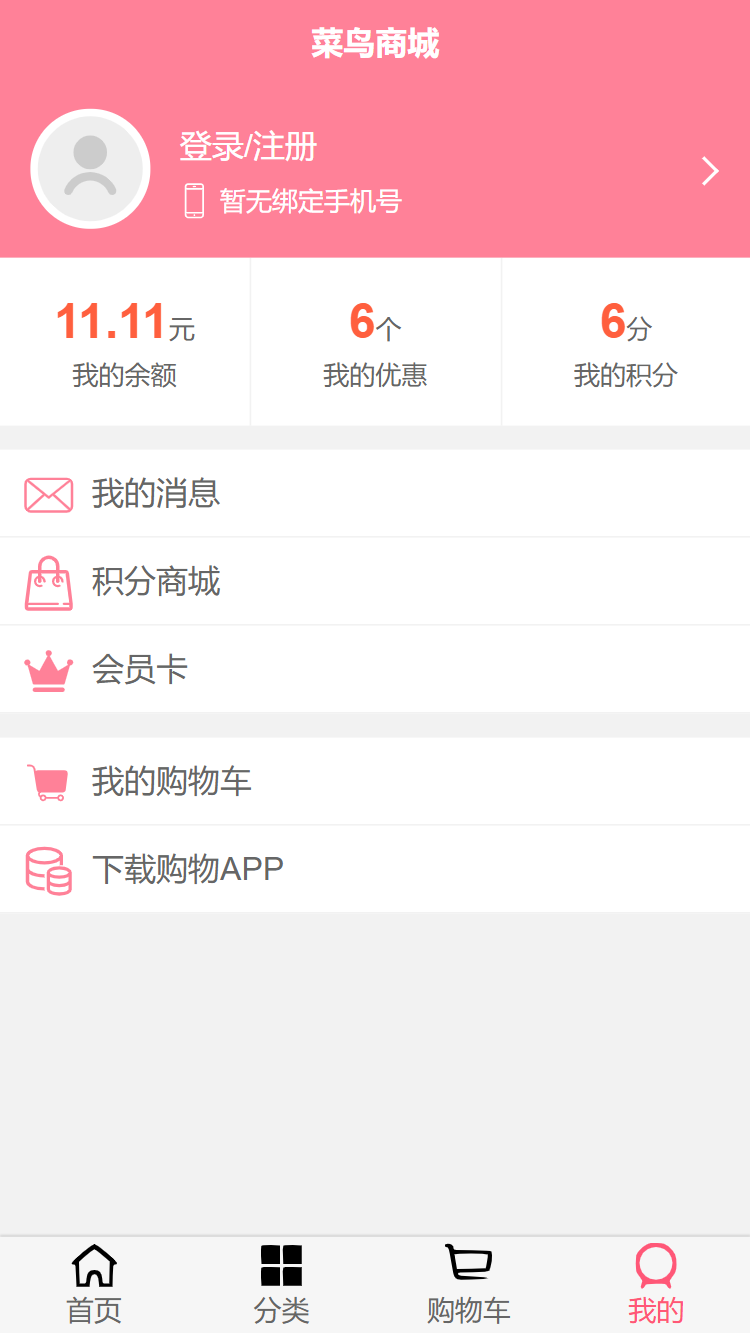 菜鸟商城
登录/注册
暂无绑定手机号
11.11元
我的余额
6个
我的优惠
6分
我的积分
我的消息
积分商城
会员卡
我的购物车
下载购物APP
首页
分类
购物车
我的